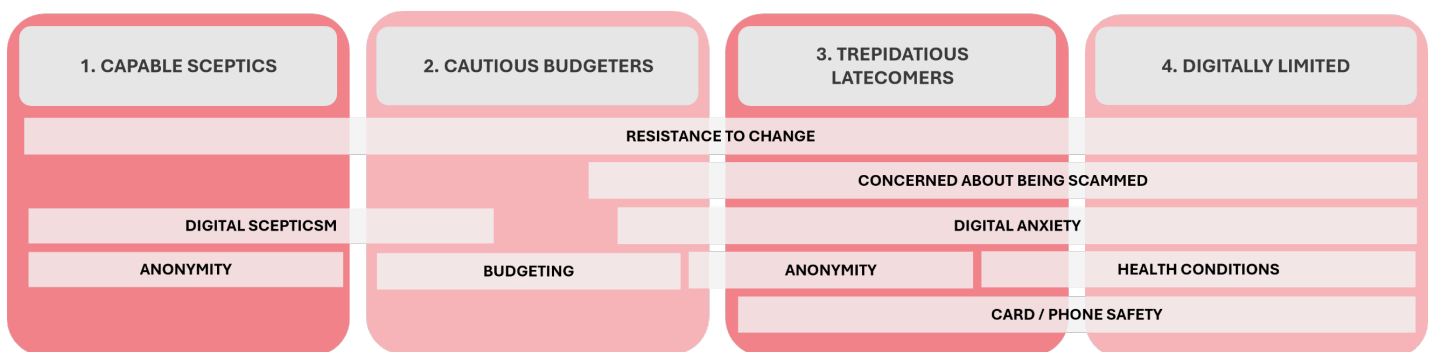 1. CAPABLE SCEPTICS
2. CAUTIOUS BUDGETERS
3. TREPIDATIOUS
LATECOMERS
4. DIGITALLY LIMITED
RESISTANCE TO CHANGE
CONCERNED ABOUT BEING SCAMMED
DIGITAL SCEPTICSM
DIGITAL ANXIETY
ANONYMITY
BUDGETING
ANONYMITY
HEALTH CONDITIONS
CARD / PHONE SAFETY